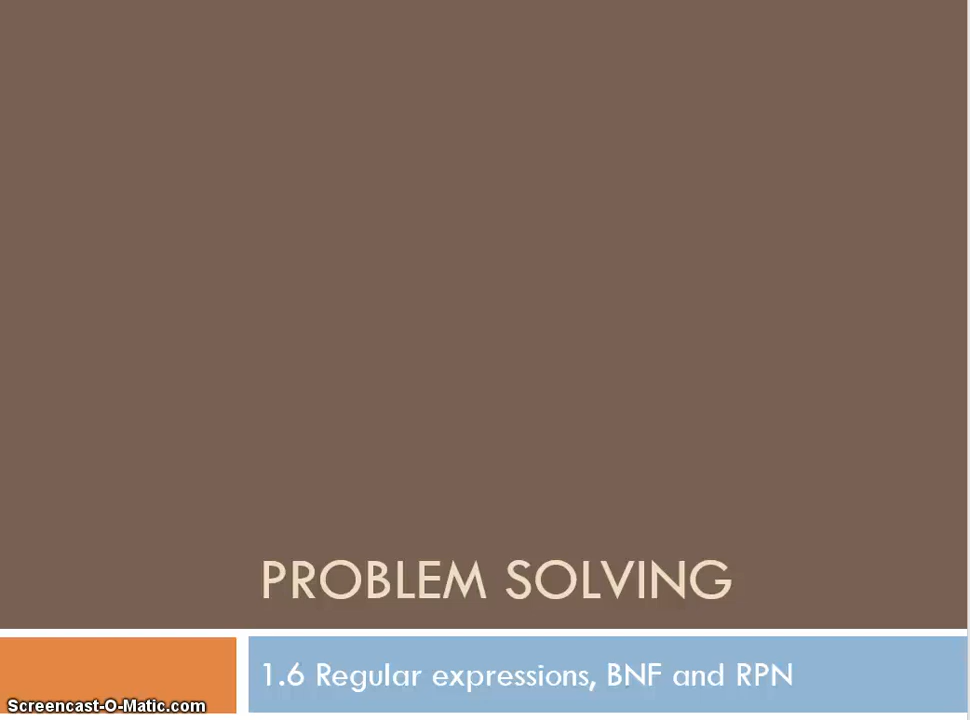 PROBLEM SOLVING
1.6 Regular expressions, BNF and RPN
Screencast-O-Matic.com